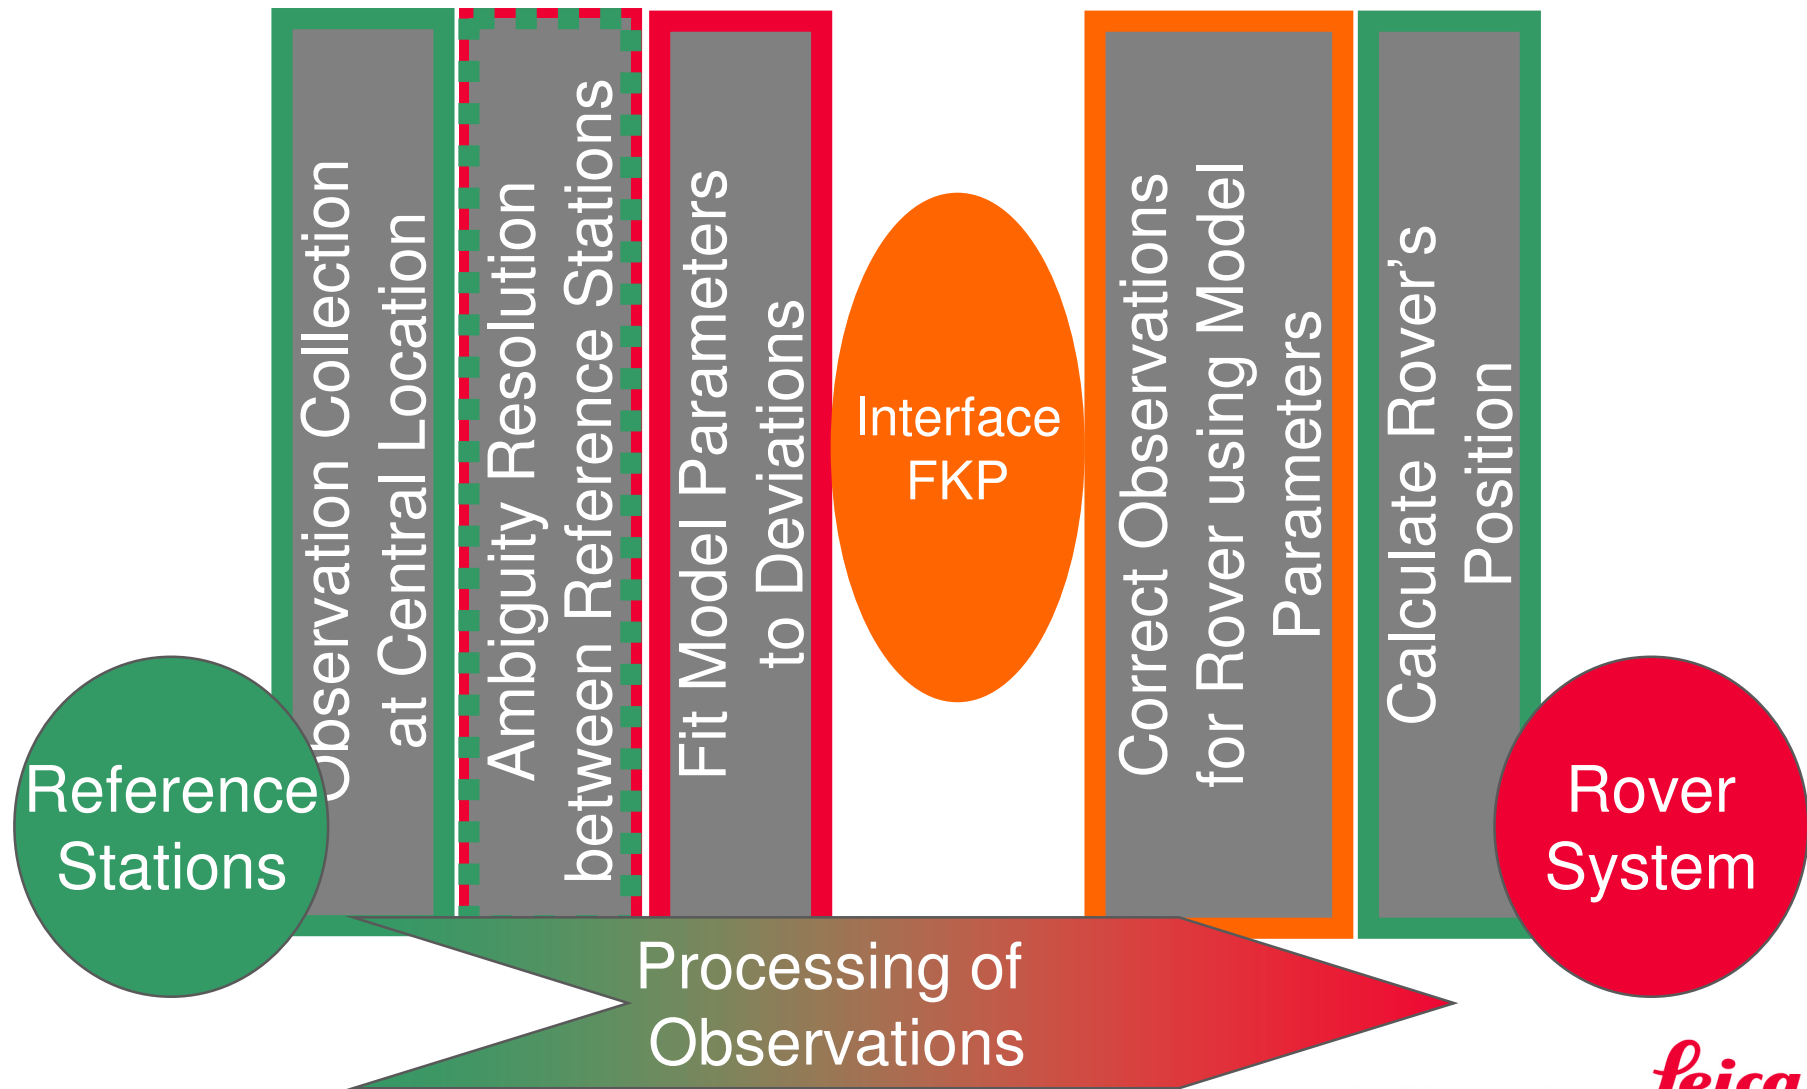 Observation Collection
at Central Location
Ambiguity Resolution
between Reference Stations
Fit Model Parameters
to Deviations
Interface
FKP
Correct Observations
for Rover using Model
Parameters
Calculate Rover’s
Position
Reference
Stations
Rover
System
Processing of
Observations
Leica